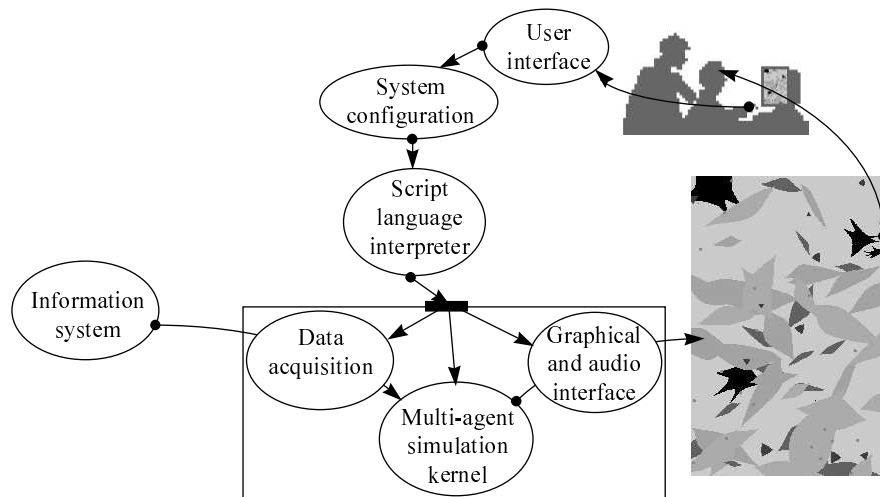 User
interface
System
configuration
Script
language
interpreter
Information
system
Data
acquisition
Graphical
and audio
interface
Multi-agent
simulation
kernel